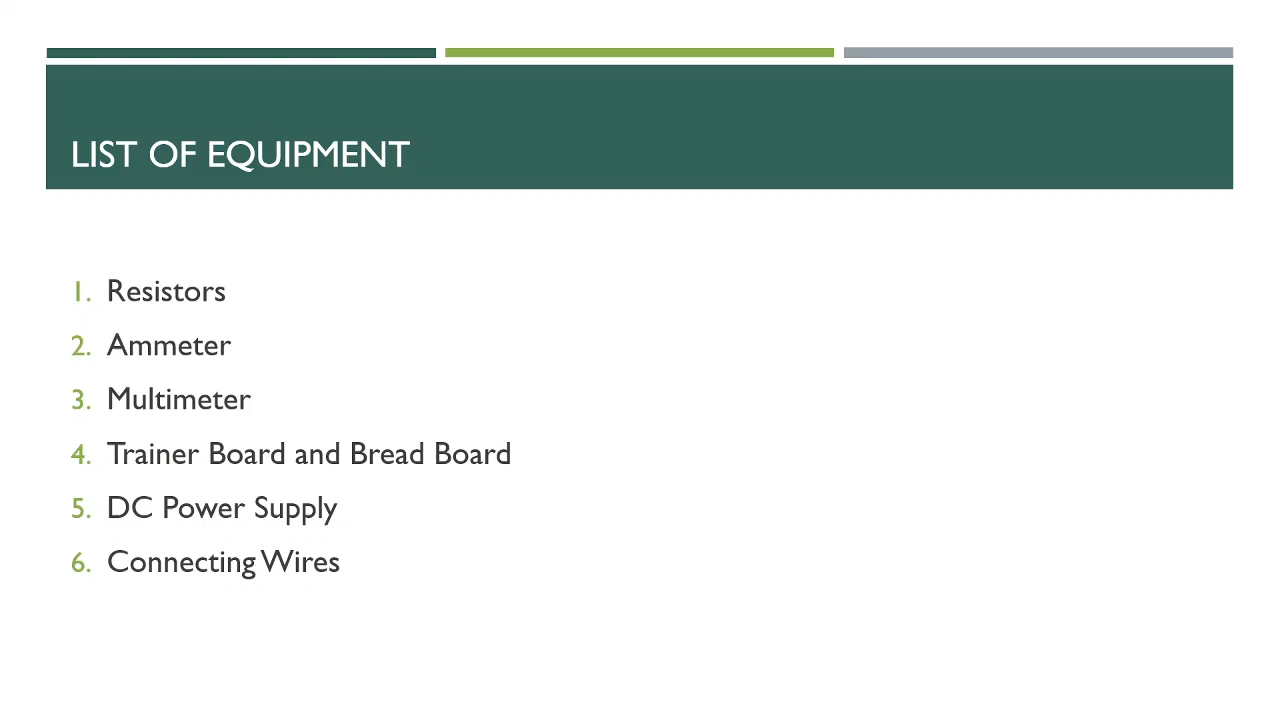 LIST OF EQUIPMENT
1. Resistors
2. Ammeter
3. Multimeter
4. Trainer Board and Bread Board
5. DC Power Supply
6. Connecting Wires